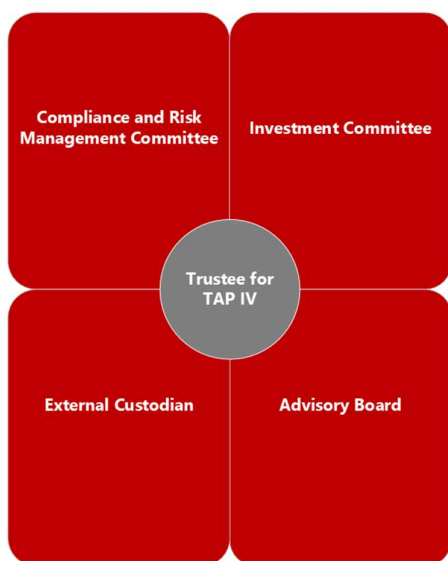 Compliance and Risk
Management Committee
Investment Committee
Trustee for
TAP IV
External Custodian
Advisory Board